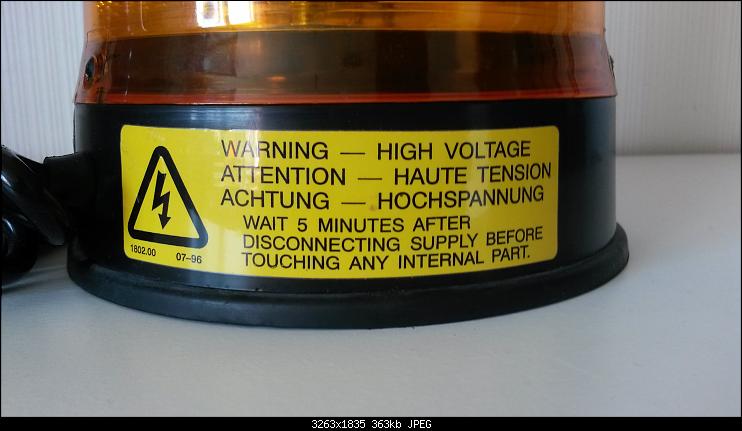 WARNING — HIGH VOLTAGE
ATTENTION — HAUTE TENSION
ACHTUNG — HOCHSPANNUNG
WAIT 5 MINUTES AFTER
DISCONNECTING SUPPLY BEFORE
TOUCHING ANY INTERNAL PART.
1802.00 07–96
3263x1835 363kb JPEG